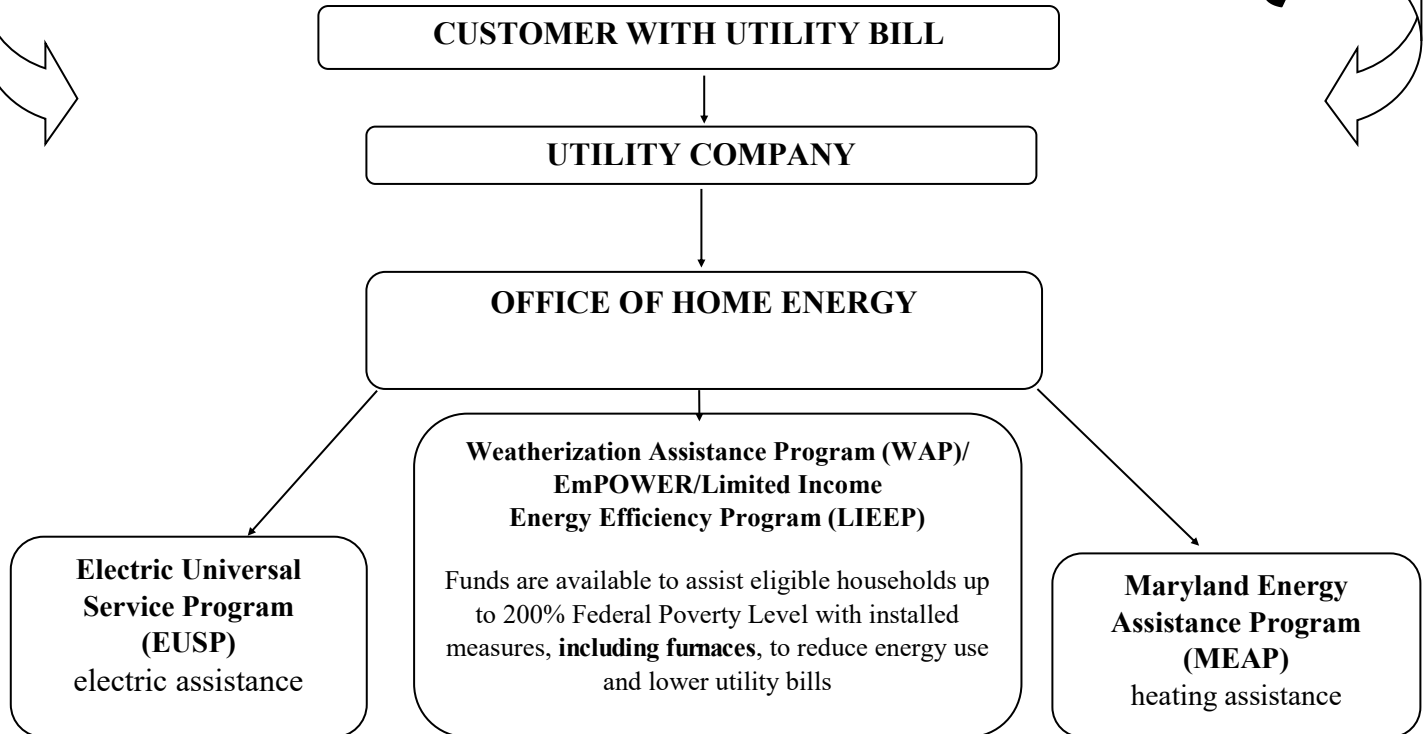 CUSTOMER WITH UTILITY BILL
UTILITY COMPANY
OFFICE OF HOME ENERGY
Electric Universal
Service Program
(EUSP)
electric assistance
Weatherization Assistance Program (WAP)/
EmPOWER/Limited Income
Energy Efficiency Program (LIEEP)
Funds are available to assist eligible households up
to 200% Federal Poverty Level with installed
measures, including furnaces, to reduce energy use
and lower utility bills
Maryland Energy
Assistance Program
(MEAP)
heating assistance